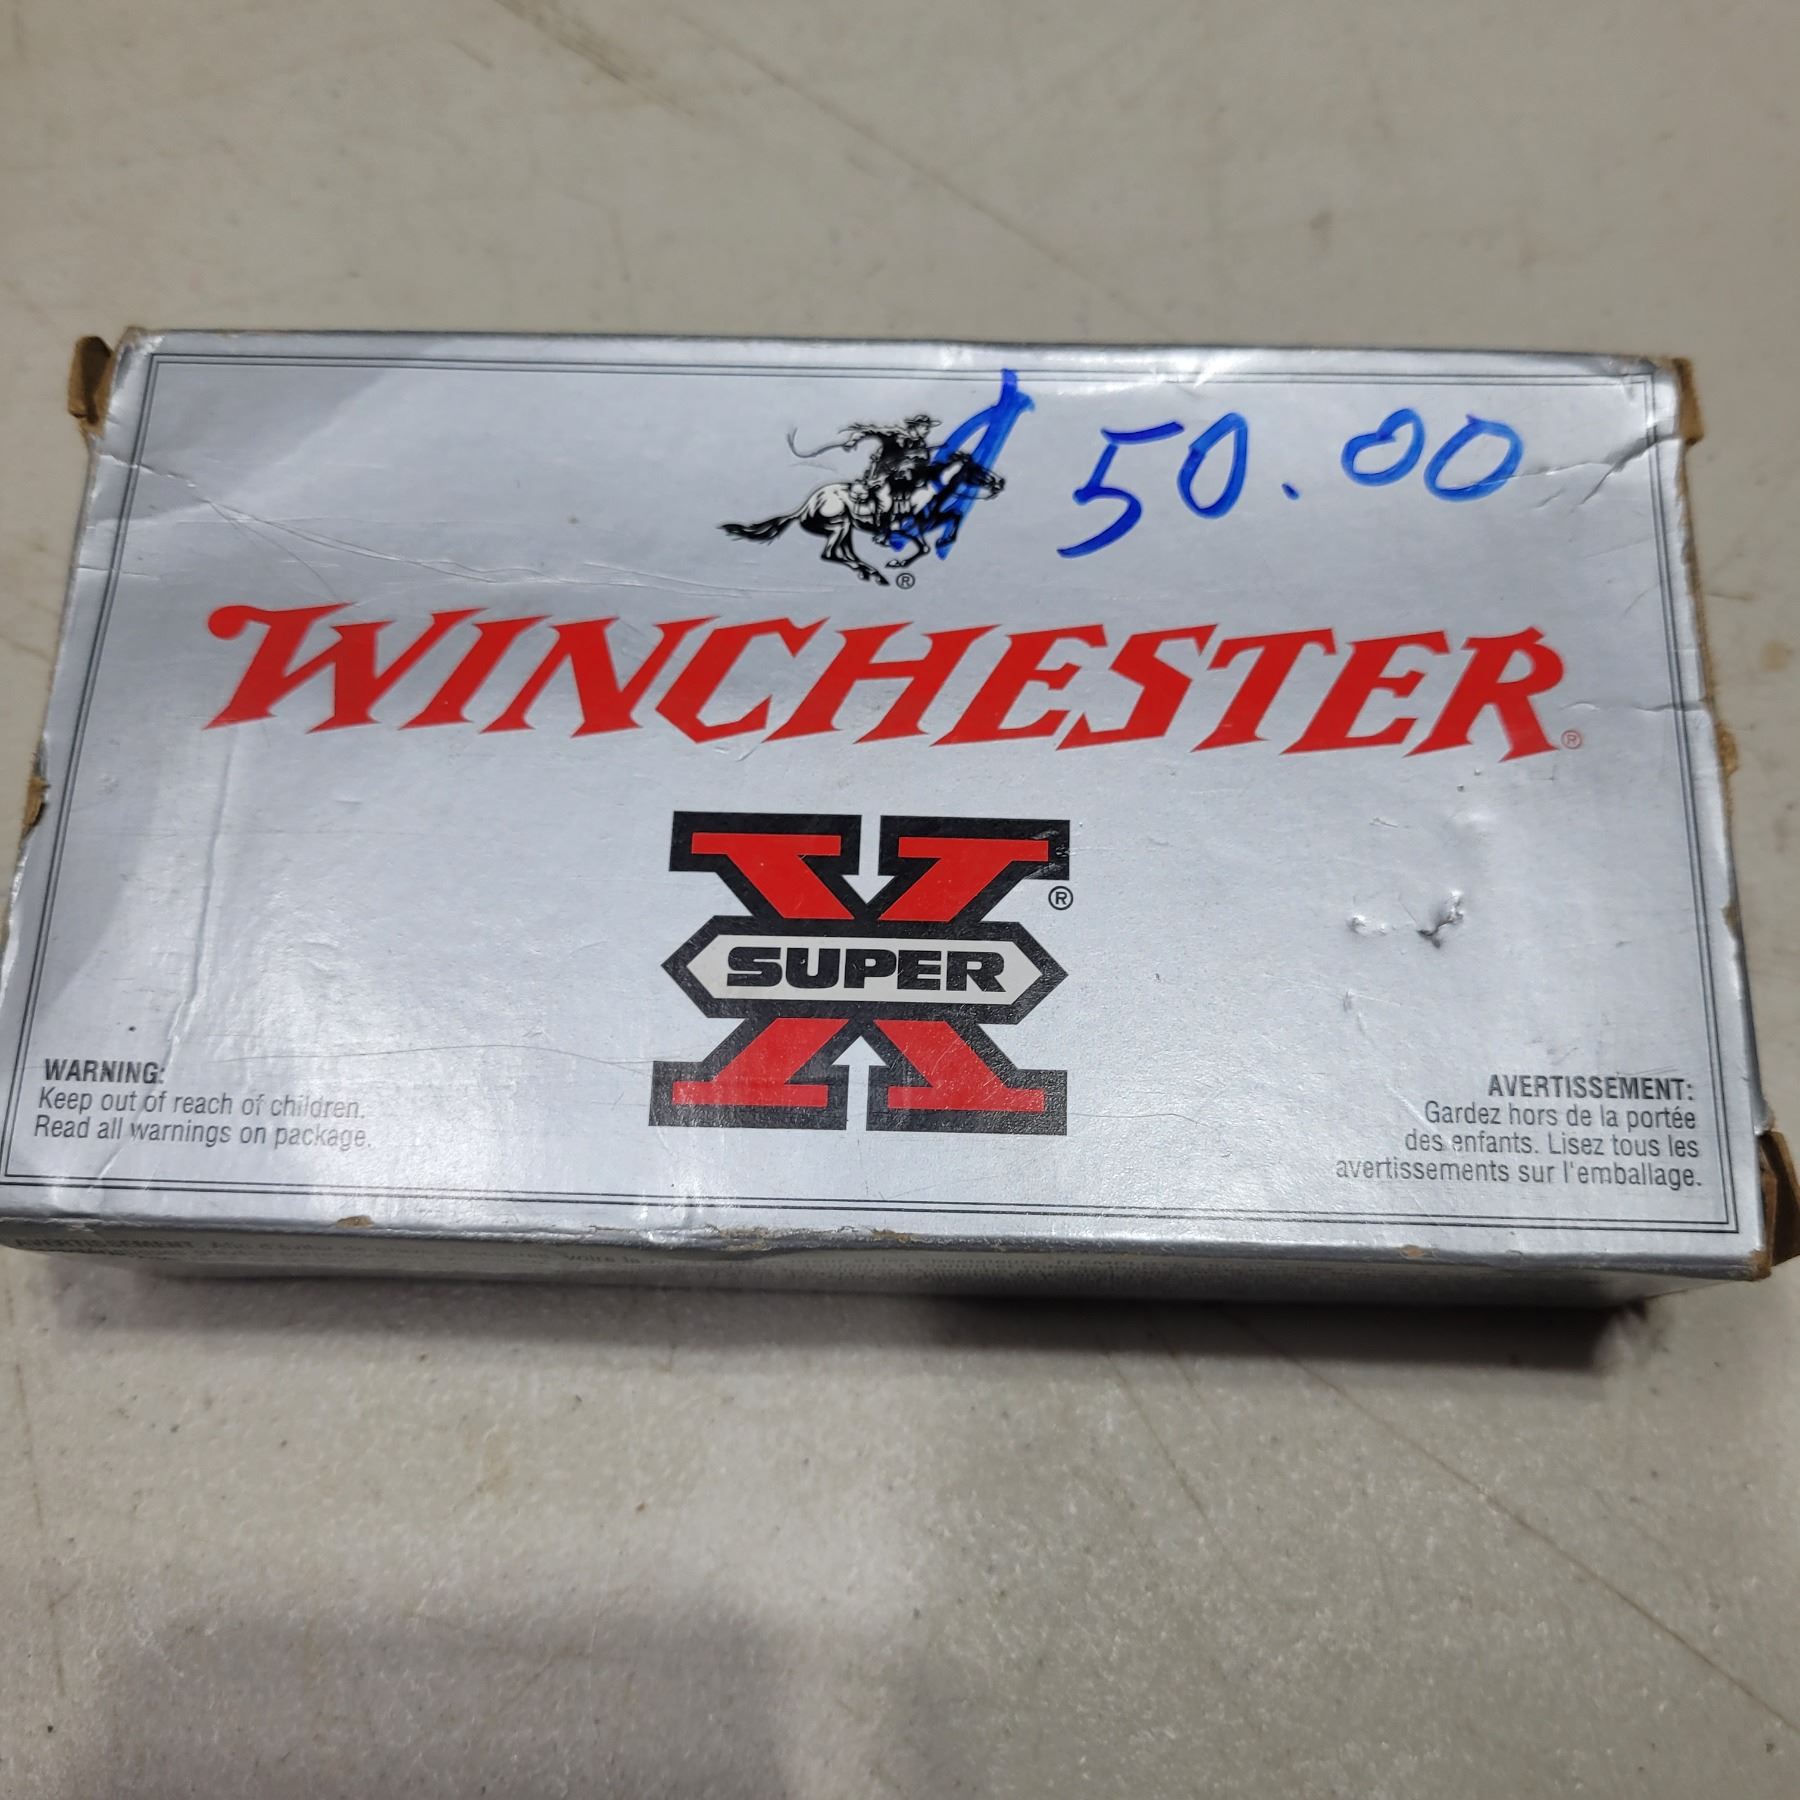 $ 50.00
®
WINCHESTER®
SUPER X ®
WARNING:
Keep out of reach of children.
Read all warnings on package.
AVERTISSEMENT:
Gardez hors de la portée
des enfants. Lisez tous les
avertissements sur l'emballage.
AVERTISSEMENT